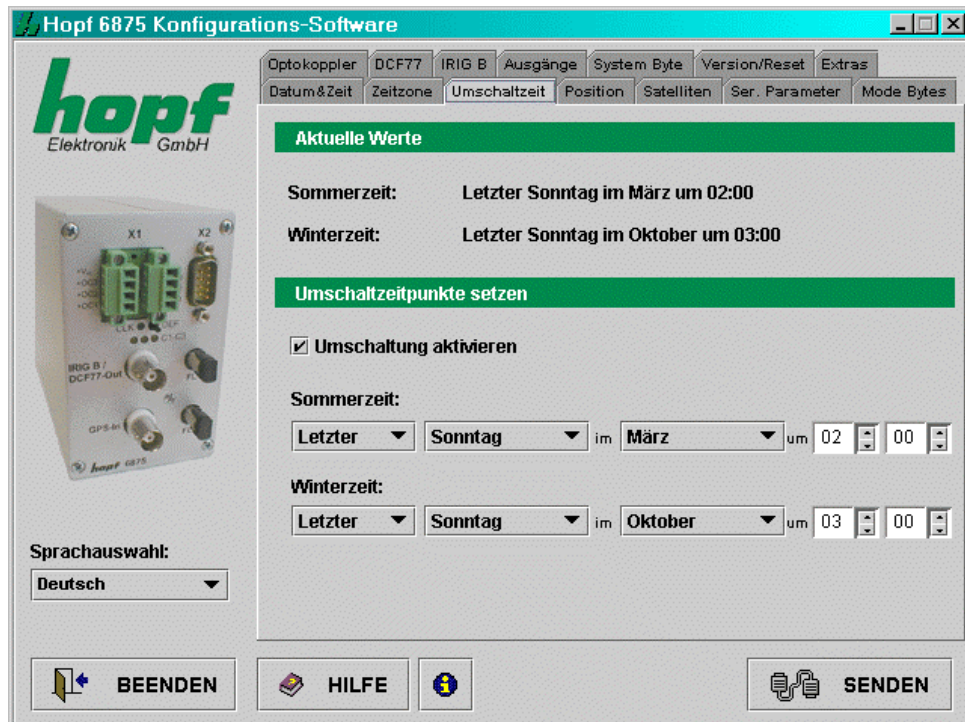 Hopf 6875 Konfigurations-Software
hopf
Elektronik GmbH
Optokoppler DCF77 IRIG B Ausgänge System Byte Version/Reset Extras
Datum&Zeit Zeitzone Umschaltzeit Position Satelliten Ser. Parameter Mode Bytes
Aktuelle Werte
Sommerzeit: Letzter Sonntag im März um 02:00
Winterzeit: Letzter Sonntag im Oktober um 03:00
Umschaltzeitpunkte setzen
Umschaltung aktivieren
Sommerzeit:
Letzter Sonntag im März um 02 00
Winterzeit:
Letzter Sonntag im Oktober um 03 00
X1 X2
CLK
C1-C3
IRIG B /
DCF77-Out
GPS-In
hopf 6875
Sprachauswahl:
Deutsch
BEENDEN HILFE SENDEN